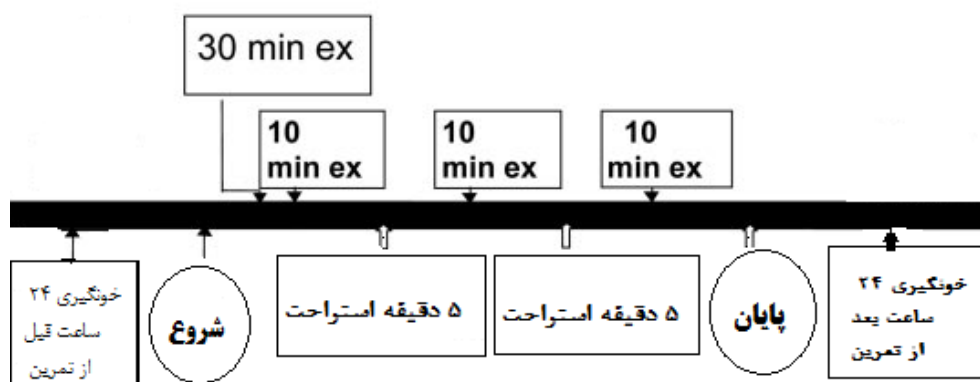 30 min ex
10
min ex
10
min ex
10
min ex
خونگیری ۲۴
ساعت قبل
از تمرین
شروع
۵ دقیقه استراحت
۵ دقیقه استراحت
پایان
خونگیری ۲۴
ساعت بعد
از تمرین